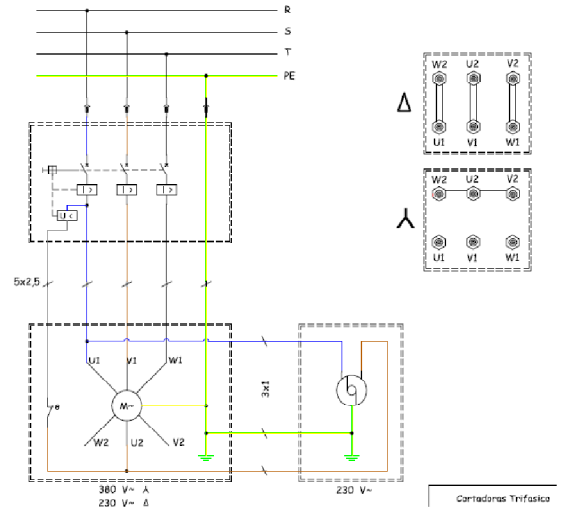 R
S
T
PE
I > I > I >
U <
5x2,5
U1 V1 W1
M~
W2 U2 V2
θ
3x1
380 V~ ⅄
230 V~ Δ
230 V~
Δ
W2 U2 V2
U1 V1 W1
⅄
W2 U2 V2
U1 V1 W1
Cortadoras Trifasico